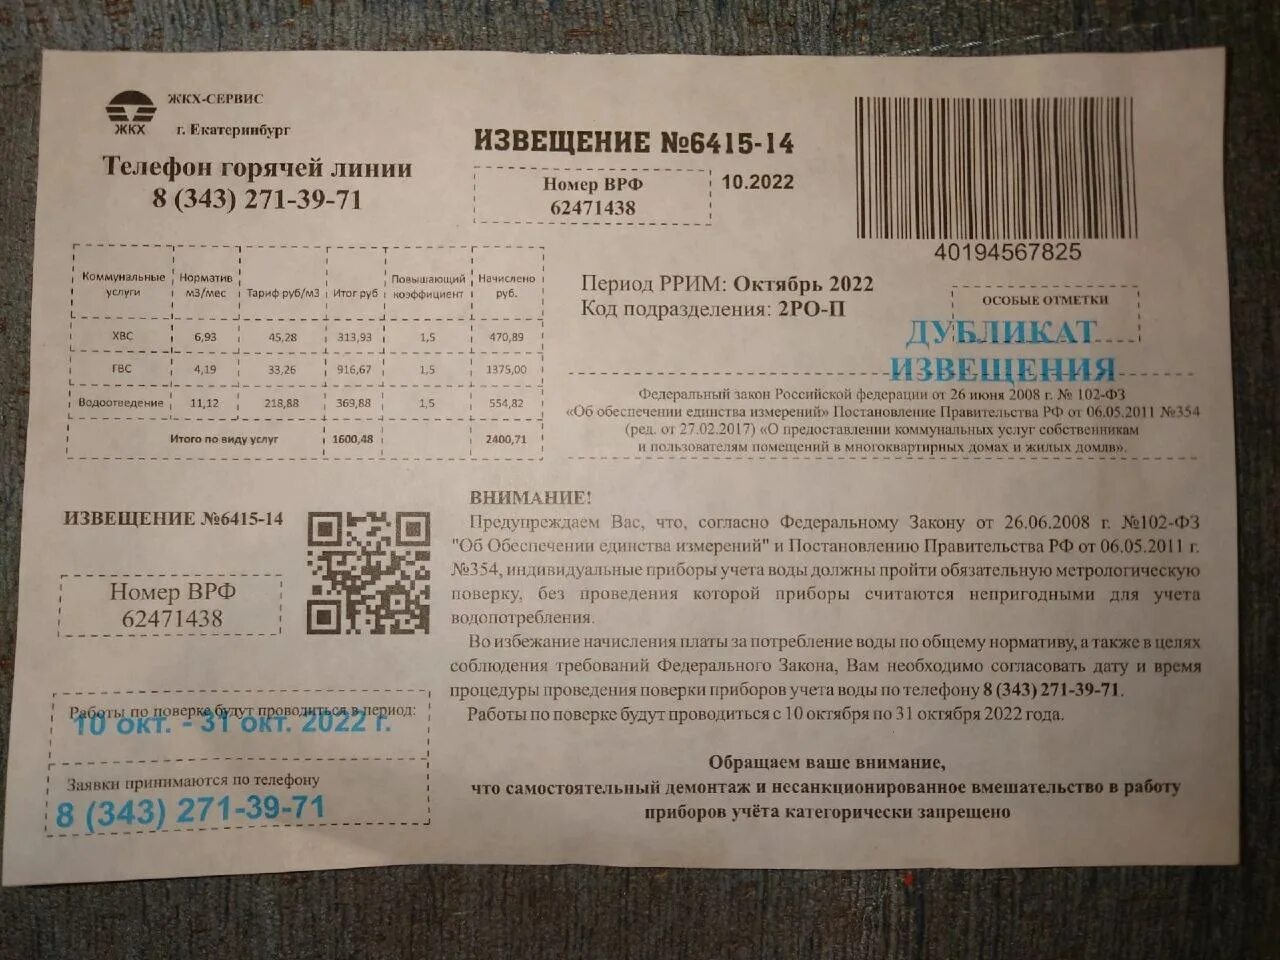 ЖКХ-СЕРВИС
ЖКХ
г. Екатеринбург
Телефон горячей линии
8 (343) 271-39-71
ИЗВЕЩЕНИЕ №6415-14
Номер ВРФ
62471438
10.2022
40194567825
Коммунальные услуги Норматив м3/мес Тариф руб/м3 Итог руб Повышающий коэффициент Начислено руб.
ХВС 6,93 45,28 313,93 1,5 470,89
ГВС 4,19 33,26 916,67 1,5 1375,00
Водоотведение 11,12 218,88 369,88 1,5 554,82
Итого по виду услуг 1600,48 2400,71
Период РРИМ: Октябрь 2022
Код подразделения: 2РО-П
ОСОБЫЕ ОТМЕТКИ
ДУБЛИКАТ
ИЗВЕЩЕНИЯ
Федеральный закон Российской федерации от 26 июня 2008 г. № 102-ФЗ
«Об обеспечении единства измерений» Постановление Правительства РФ от 06.05.2011 №354
(ред. от 27.02.2017) «О предоставлении коммунальных услуг собственникам
и пользователям помещений в многоквартирных домах и жилых домлв».
ИЗВЕЩЕНИЕ №6415-14
Номер ВРФ
62471438
Работы по поверке будут проводиться в период:
10 окт. - 31 окт. 2022 г.
Заявки принимаются по телефону
8 (343) 271-39-71
ВНИМАНИЕ!
Предупреждаем Вас, что, согласно Федеральному Закону от 26.06.2008 г. №102-ФЗ
"Об Обеспечении единства измерений" и Постановлению Правительства РФ от 06.05.2011 г.
№354, индивидуальные приборы учета воды должны пройти обязательную метрологическую
поверку, без проведения которой приборы считаются непригодными для учета
водопотребления.
Во избежание начисления платы за потребление воды по общему нормативу, а также в целях
соблюдения требований Федерального Закона, Вам необходимо согласовать дату и время
процедуры проведения поверки приборов учета воды по телефону 8 (343) 271-39-71.
Работы по поверке будут проводиться с 10 октября по 31 октября 2022 года.
Обращаем ваше внимание,
что самостоятельный демонтаж и несанкционированное вмешательство в работу
приборов учёта категорически запрещено